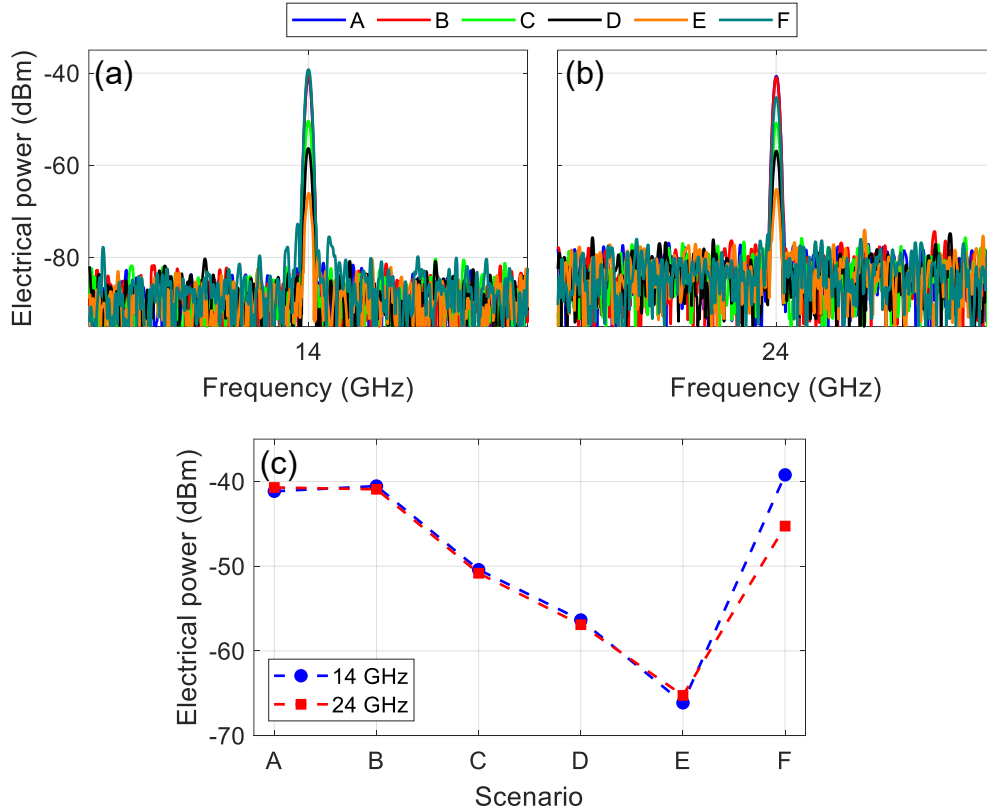 A B C D E F
(a) (b)
Electrical power (dBm)
-40
-60
-80
14
24
Frequency (GHz)
Frequency (GHz)
(c)
Electrical power (dBm)
-40
-50
-60
-70
14 GHz
24 GHz
A B C D E F
Scenario